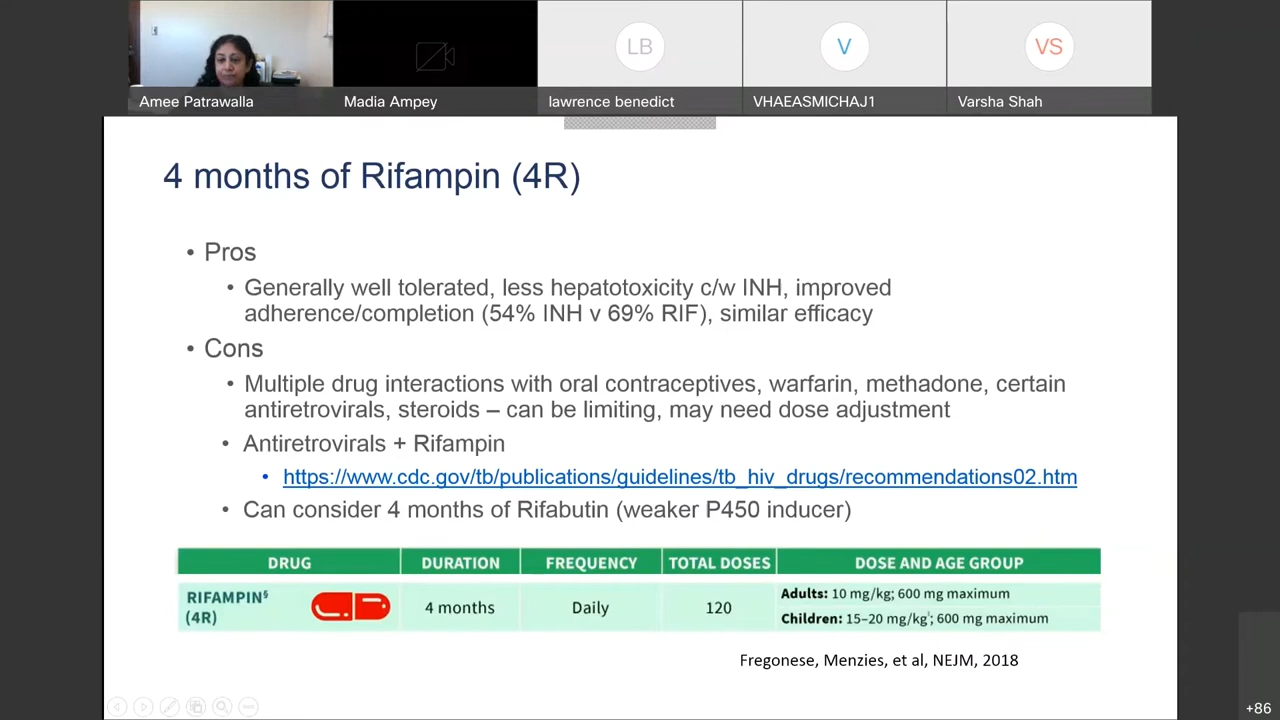 LB
V
VS
Amee Patrawalla
Madia Ampey
lawrence benedict
VHAEASMICHAJ1
Varsha Shah
4 months of Rifampin (4R)
• Pros
• Generally well tolerated, less hepatotoxicity c/w INH, improved
adherence/completion (54% INH v 69% RIF), similar efficacy
• Cons
• Multiple drug interactions with oral contraceptives, warfarin, methadone, certain
antiretrovirals, steroids – can be limiting, may need dose adjustment
• Antiretrovirals + Rifampin
• https://www.cdc.gov/tb/publications/guidelines/tb_hiv_drugs/recommendations02.htm
• Can consider 4 months of Rifabutin (weaker P450 inducer)
DRUG DURATION FREQUENCY TOTAL DOSES DOSE AND AGE GROUP
RIFAMPIN§
(4R)
4 months
Daily
120
Adults: 10 mg/kg; 600 mg maximum
Children: 15–20 mg/kg; 600 mg maximum
Fregonese, Menzies, et al, NEJM, 2018
+86